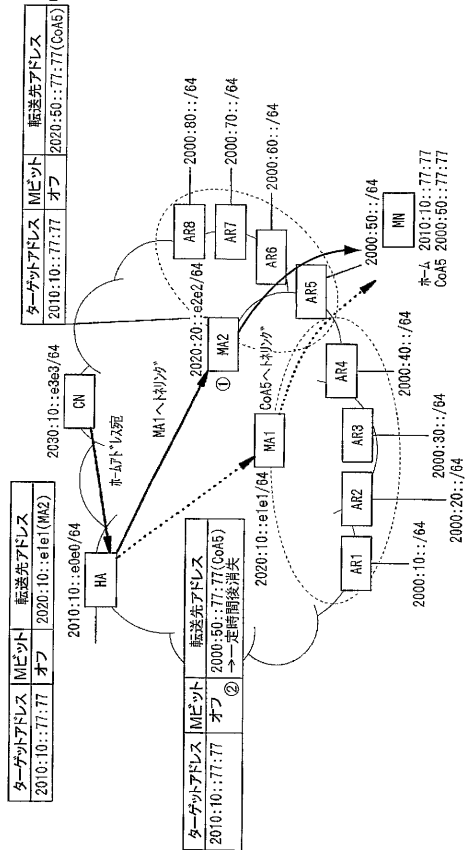 ターゲットアドレス Mビット 転送先アドレス
2010:10::77:77 オフ 2020:10::e1e1(MA2)
ターゲットアドレス Mビット 転送先アドレス
2010:10::77:77 オフ 2020:50::77:77(CoA5)
2010:10::e0e0/64
HA
ホームアドレス宛
2030:10::e3e3/64
CN
MA1へトネリング
2020:20::e2e2/64
MA2
①
AR8
2000:80::/64
AR7
2000:70::/64
AR6
2000:60::/64
AR5
2000:50::/64
MN
ホーム 2010:10::77:77
CoA5 2000:50::77:77
CoA5へトネリング
MA1
2020:10::e1e1/64
AR4
2000:40::/64
AR3
2000:30::/64
AR2
2000:20::/64
AR1
2000:10::/64
ターゲットアドレス Mビット 転送先アドレス
2010:10::77:77 オフ ② 2000:50::77:77(CoA5)
→一定時間後消失